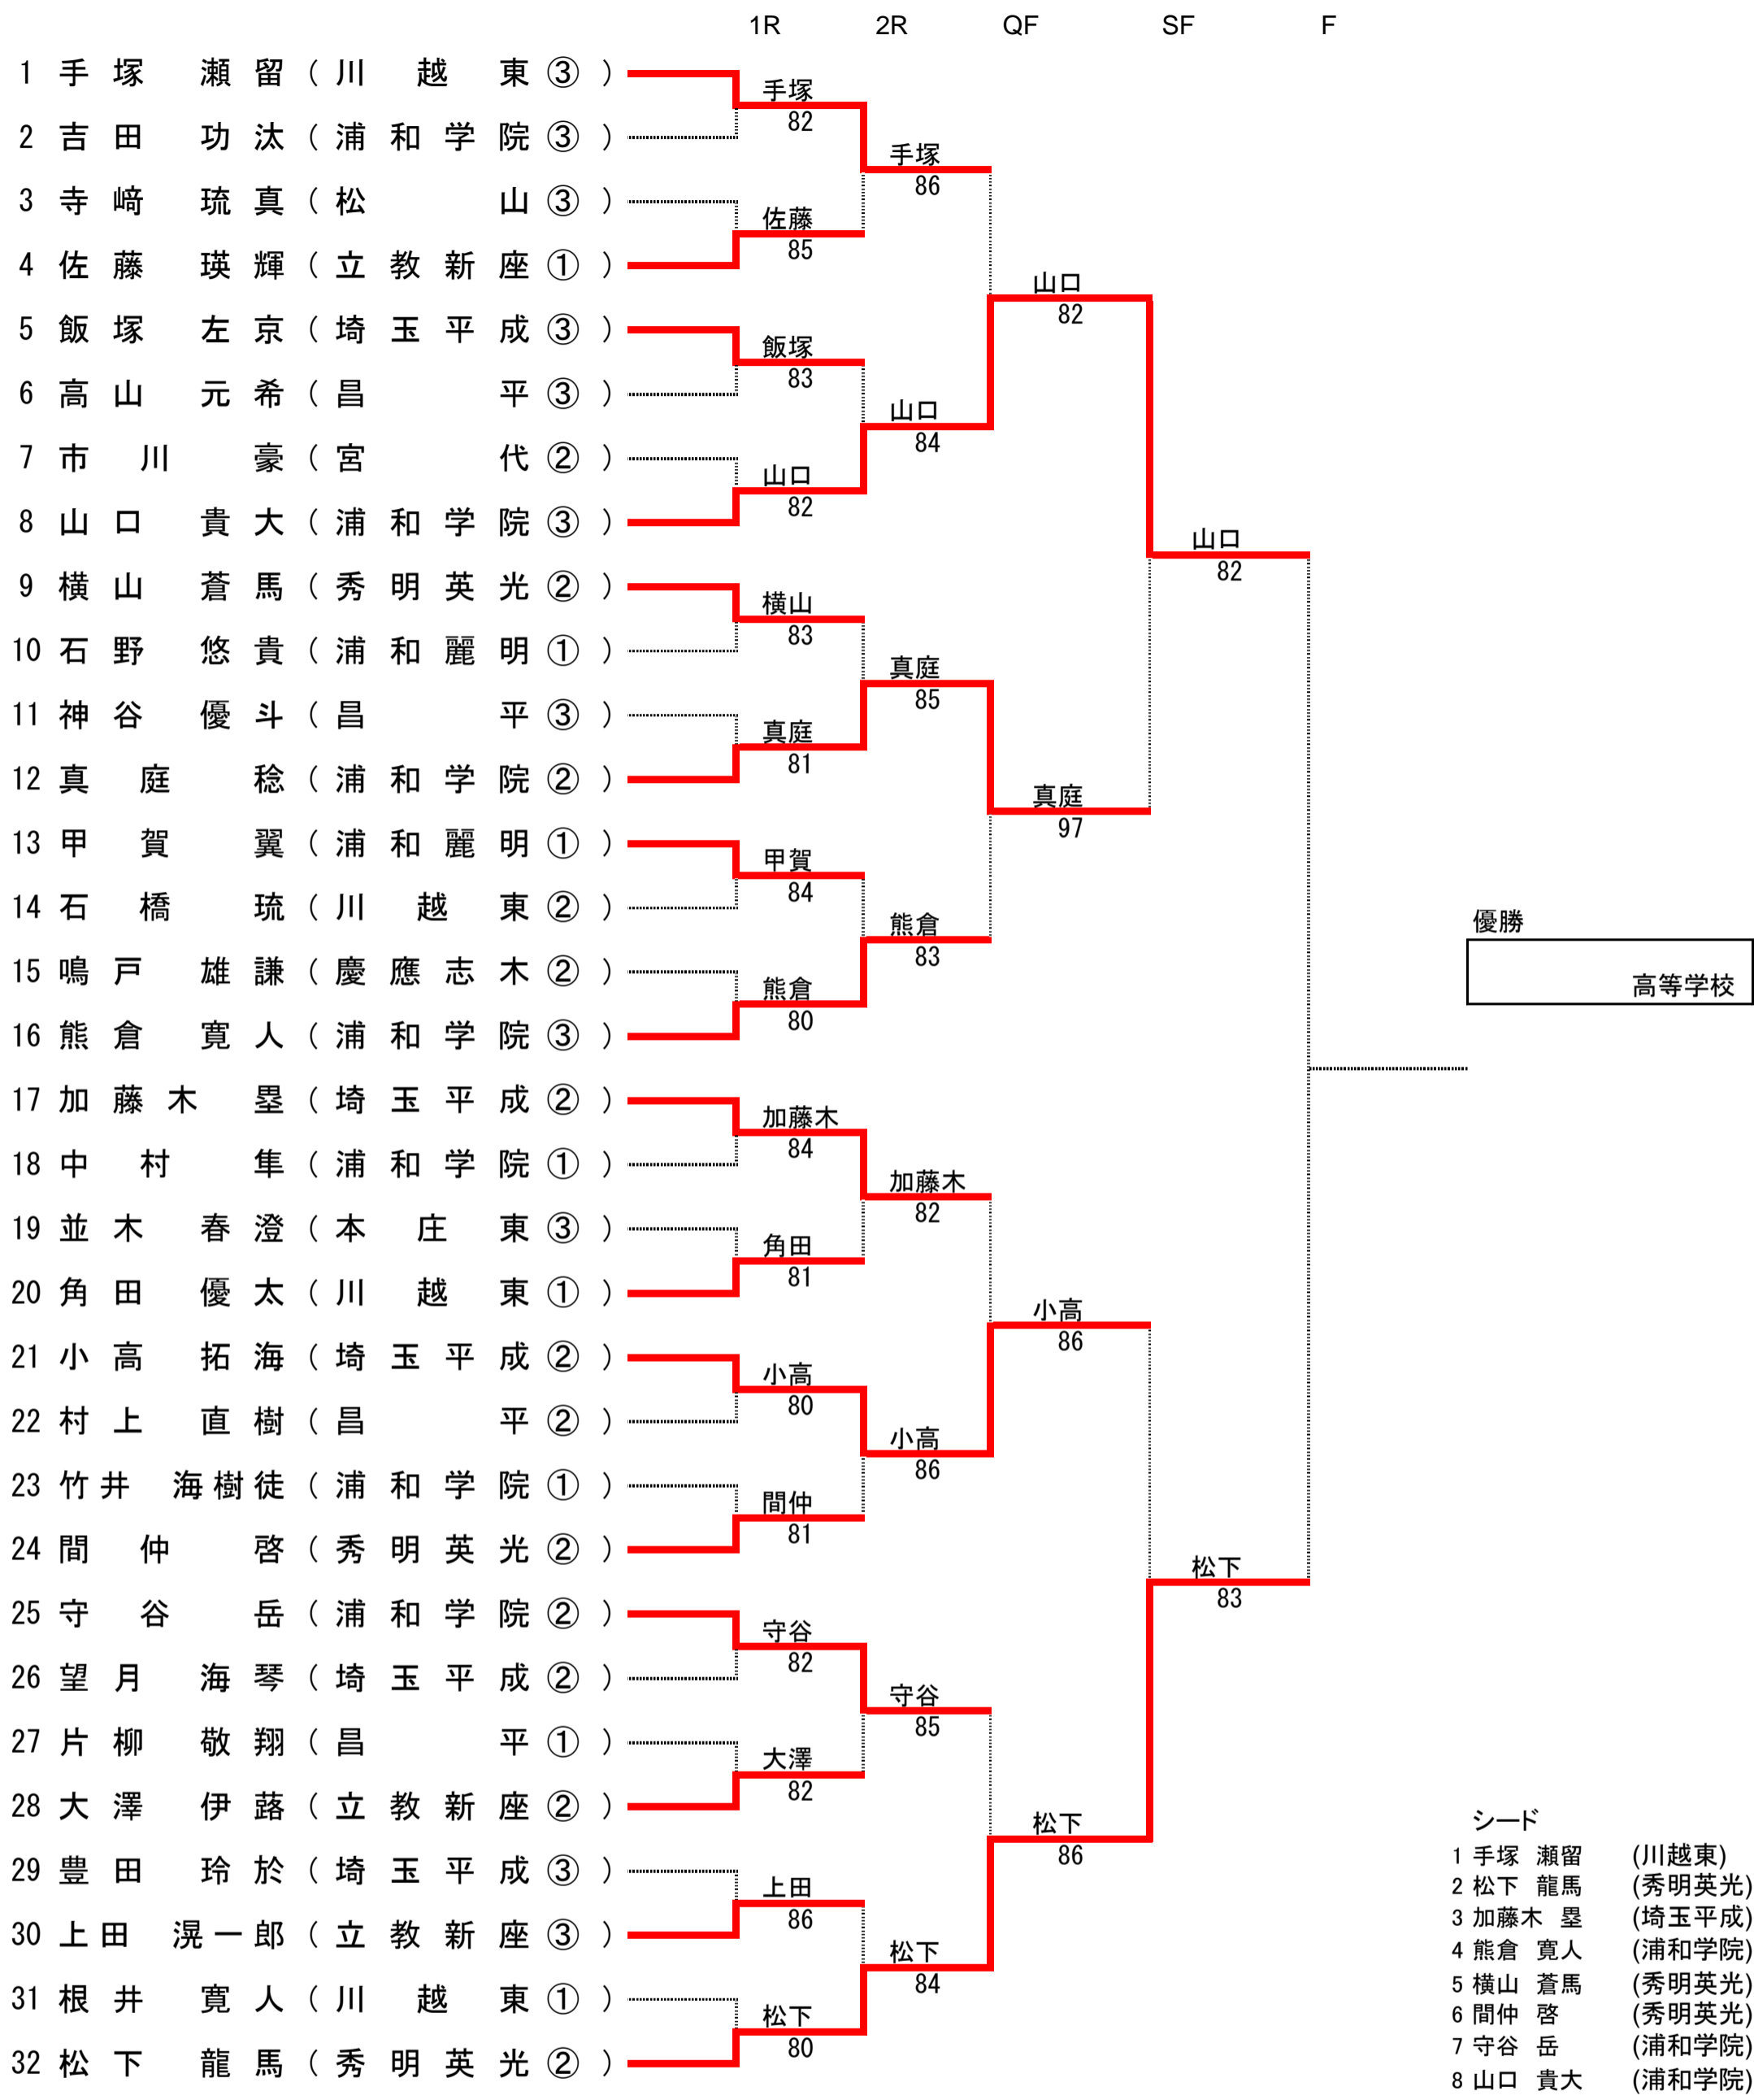 1R 2R QF SF F
1 手塚 瀬留 (川越東③)
2 吉田 功汰 (浦和学院③)
3 寺﨑 琉真 (松山③)
4 佐藤 瑛輝 (立教新座①)
5 飯塚 左京 (埼玉平成③)
6 高山 元希 (昌平③)
7 市川 豪 (宮代②)
8 山口 貴大 (浦和学院③)
9 横山 蒼馬 (秀明英光②)
10 石野 悠貴 (浦和麗明①)
11 神谷 優斗 (昌平③)
12 真庭 稔 (浦和学院②)
13 甲賀 翼 (浦和麗明①)
14 石橋 琉 (川越東②)
15 鳴戸 雄謙 (慶應志木②)
16 熊倉 寛人 (浦和学院③)
17 加藤木 塁 (埼玉平成②)
18 中村 隼 (浦和学院①)
19 並木 春澄 (本庄東③)
20 角田 優太 (川越東①)
21 小高 拓海 (埼玉平成②)
22 村上 直樹 (昌平②)
23 竹井 海樹徒 (浦和学院①)
24 間仲 啓 (秀明英光②)
25 守谷 岳 (浦和学院②)
26 望月 海琴 (埼玉平成②)
27 片柳 敬翔 (昌平①)
28 大澤 伊蕗 (立教新座②)
29 豊田 玲於 (埼玉平成③)
30 上田 滉一郎 (立教新座③)
31 根井 寛人 (川越東①)
32 松下 龍馬 (秀明英光②)
手塚
82
佐藤
85
飯塚
83
山口
82
横山
83
真庭
81
甲賀
84
熊倉
80
加藤木
84
角田
81
小高
80
間仲
81
守谷
82
大澤
82
上田
86
松下
80
手塚
86
山口
84
真庭
85
熊倉
83
加藤木
82
小高
86
守谷
85
松下
84
山口
82
真庭
97
小高
86
松下
86
山口
82
松下
83
優勝
高等学校
シード
1 手塚 瀬留 (川越東)
2 松下 龍馬 (秀明英光)
3 加藤木 塁 (埼玉平成)
4 熊倉 寛人 (浦和学院)
5 横山 蒼馬 (秀明英光)
6 間仲 啓 (秀明英光)
7 守谷 岳 (浦和学院)
8 山口 貴大 (浦和学院)